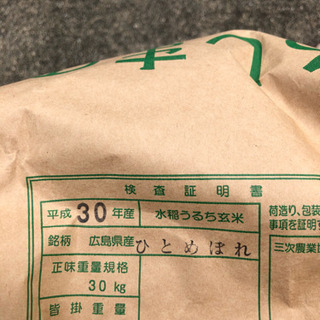 検査証明書
平成 30 年産 水稲うるち玄米
銘柄 広島県産 ひとめぼれ
正味重量規格
30 kg
皆掛重量
荷造り、包装
事項を証明す
三次農業